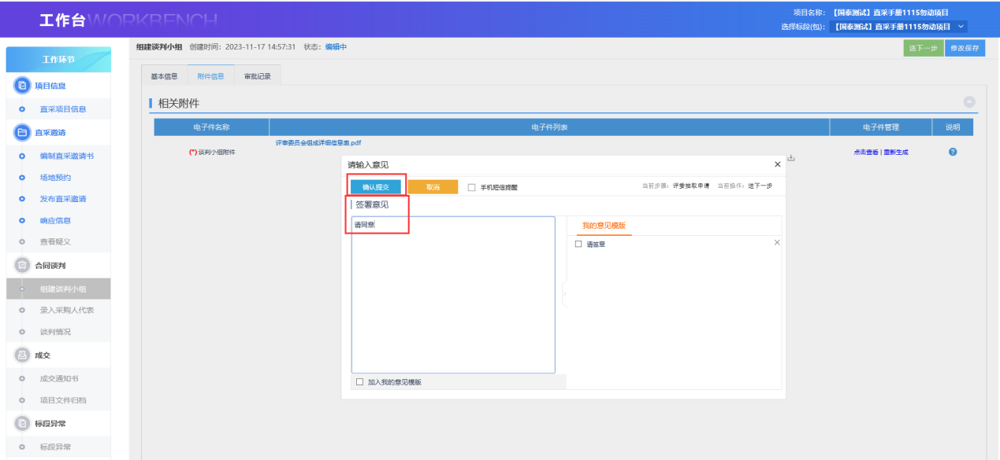 工作台WORKBENCH
项目名称: 【国泰测试】直采手册1115勿动项目
选择标段(包): 【国泰测试】直采手册1115勿动项目
工作环节
项目信息
直采项目信息
直采邀请
编制直采邀请书
场地预约
发布直采邀请
响应信息
查看疑义
合同谈判
组建谈判小组
录入采购人代表
谈判情况
成交
成交通知书
项目文件归档
标段异常
标段异常
组建谈判小组 创建时间: 2023-11-17 14:57:31 状态: 编辑中
送下一步 修改保存
基本信息 附件信息 审批记录
相关附件
电子件名称 电子件列表 电子件管理 说明
评审委员会组成详细信息表.pdf
(*) 谈判小组附件 点击查看 | 重新生成
请输入意见
确认提交 取消 手机短信提醒 当前步骤: 评委抽取申请 当前操作: 送下一步
签署意见
请同意
我的意见模版
请签章
加入我的意见模版